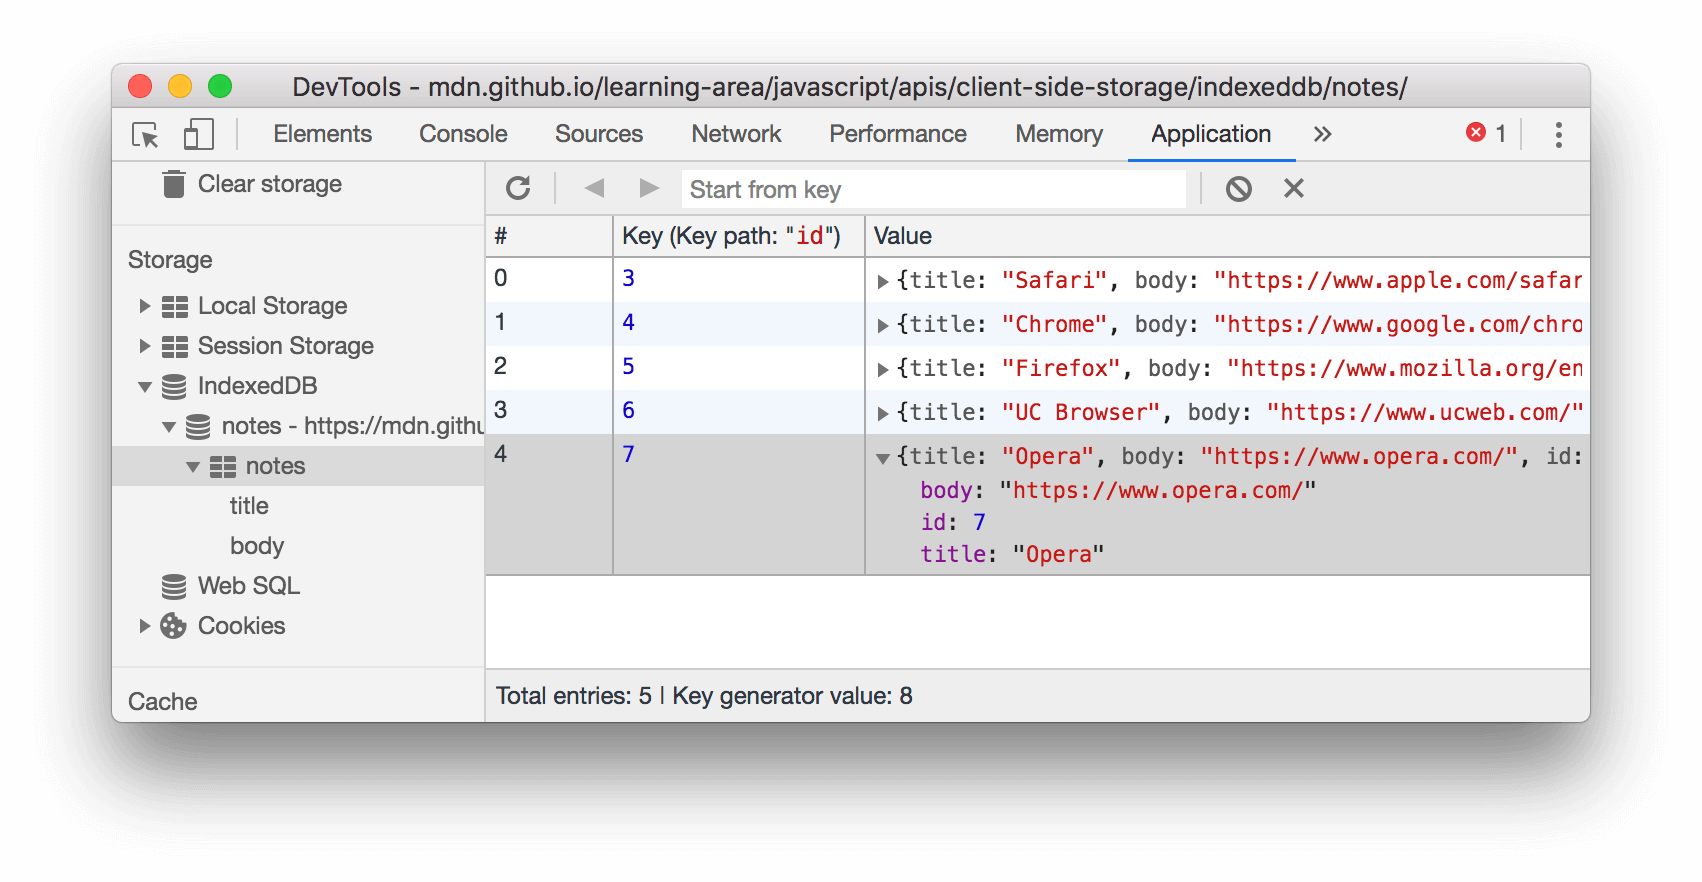 DevTools - mdn.github.io/learning-area/javascript/apis/client-side-storage/indexeddb/notes/
Elements Console Sources Network Performance Memory Application » 1
Clear storage
Storage
Local Storage
Session Storage
IndexedDB
notes - https://mdn.githu
notes
title
body
Web SQL
Cookies
Cache
Start from key
# Key (Key path: "id") Value
0 3 {title: "Safari", body: "https://www.apple.com/safar
1 4 {title: "Chrome", body: "https://www.google.com/chro
2 5 {title: "Firefox", body: "https://www.mozilla.org/en
3 6 {title: "UC Browser", body: "https://www.ucweb.com/"
4 7 {title: "Opera", body: "https://www.opera.com/", id:
body: "https://www.opera.com/"
id: 7
title: "Opera"
Total entries: 5 | Key generator value: 8